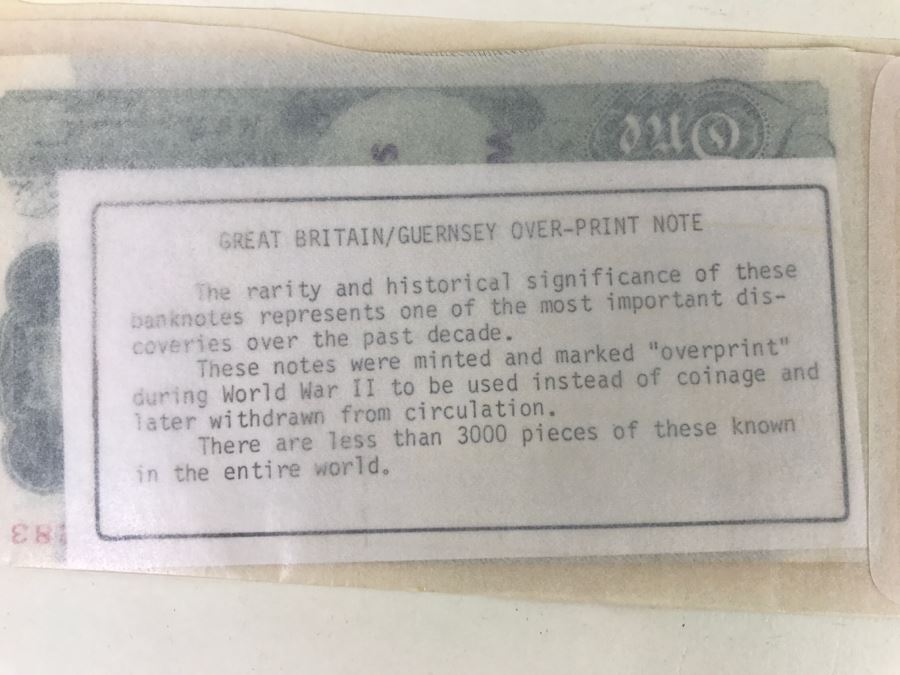 One
S W
GREAT BRITAIN/GUERNSEY OVER-PRINT NOTE
The rarity and historical significance of these
banknotes represents one of the most important dis-
coveries over the past decade.
These notes were minted and marked "overprint"
during World War II to be used instead of coinage and
later withdrawn from circulation.
There are less than 3000 pieces of these known
in the entire world.
83